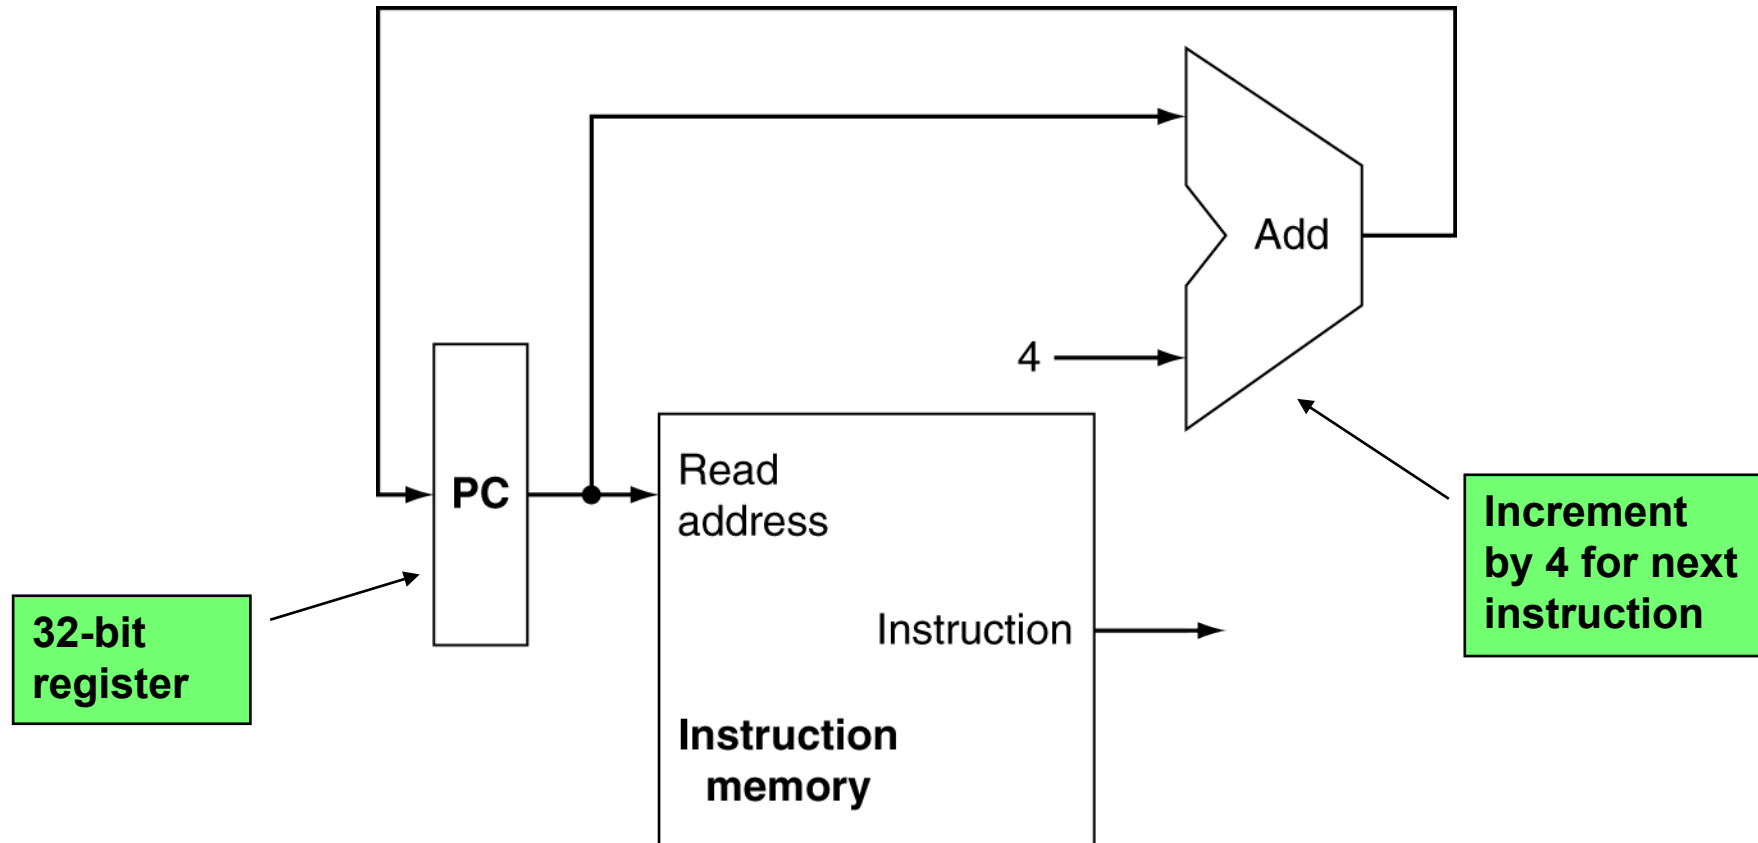 Add
4
PC
Read
address
Increment
by 4 for next
instruction
32-bit
register
Instruction
Instruction
memory